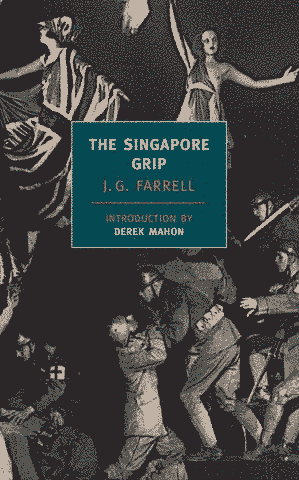 THE SINGAPORE
GRIP
J. G. FARRELL
INTRODUCTION BY
DEREK MAHON